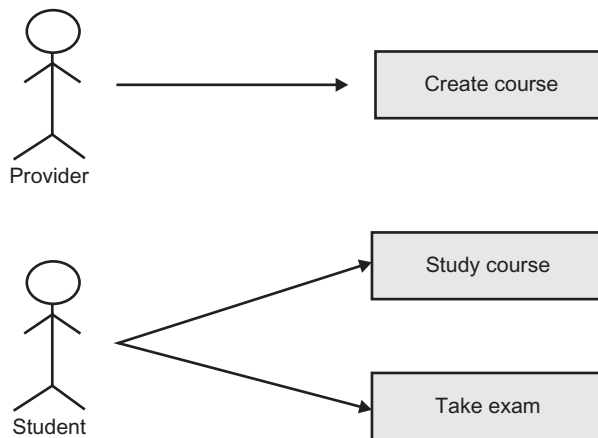 Create course
Provider
Study course
Take exam
Student